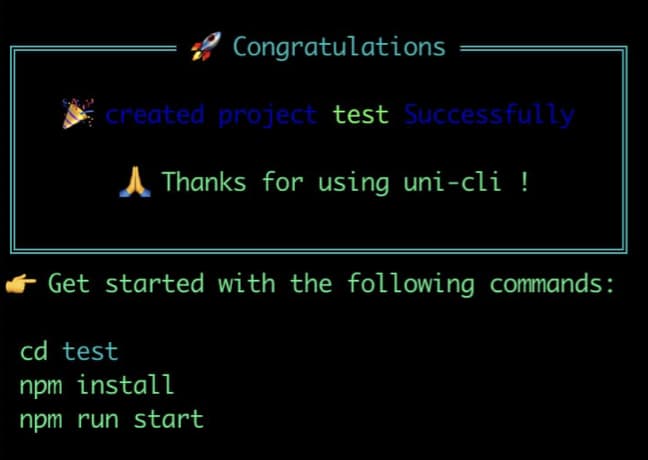 🚀 Congratulations
🎉 created project test Successfully
🙏 Thanks for using uni-cli !
👉 Get started with the following commands:
cd test
npm install
npm run start